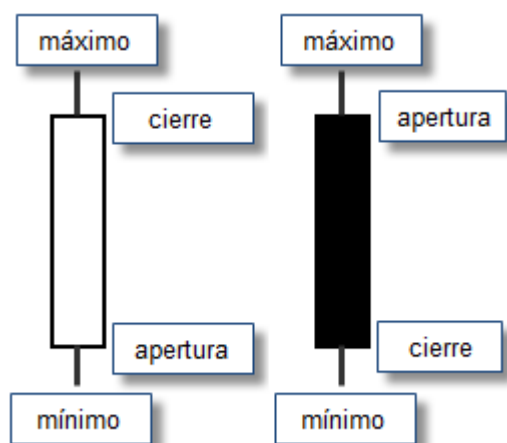 máximo
cierre
apertura
mínimo
máximo
apertura
cierre
mínimo